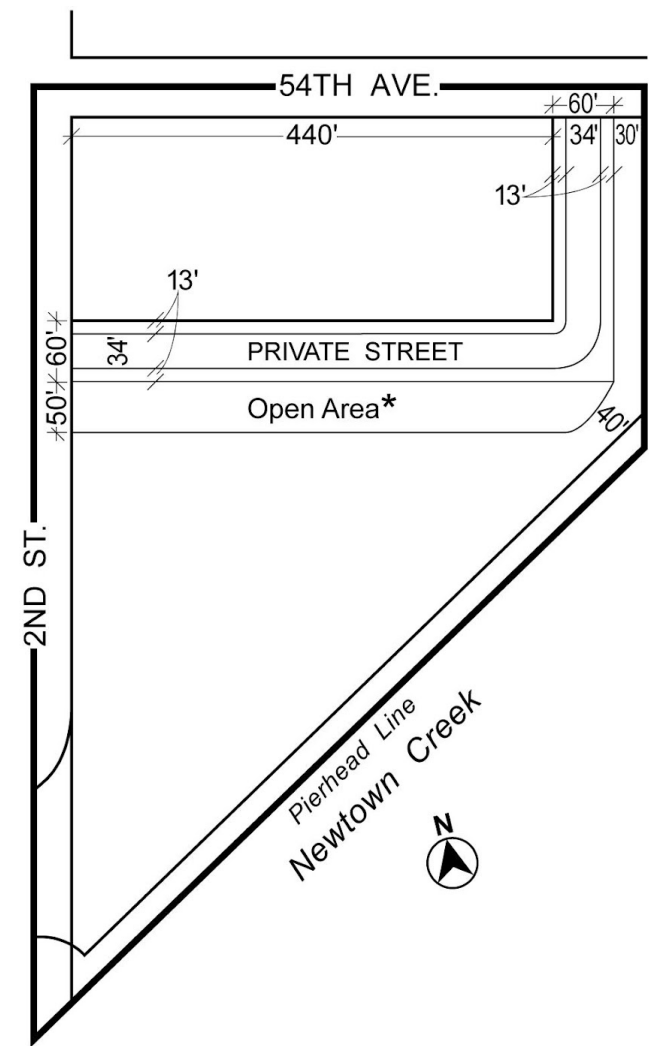 54TH AVE.
60'
440'
34'
30'
13'
13'
60'
34'
PRIVATE STREET
50'
Open Area*
40'
2ND ST.
Pierhead Line
Newtown Creek
N